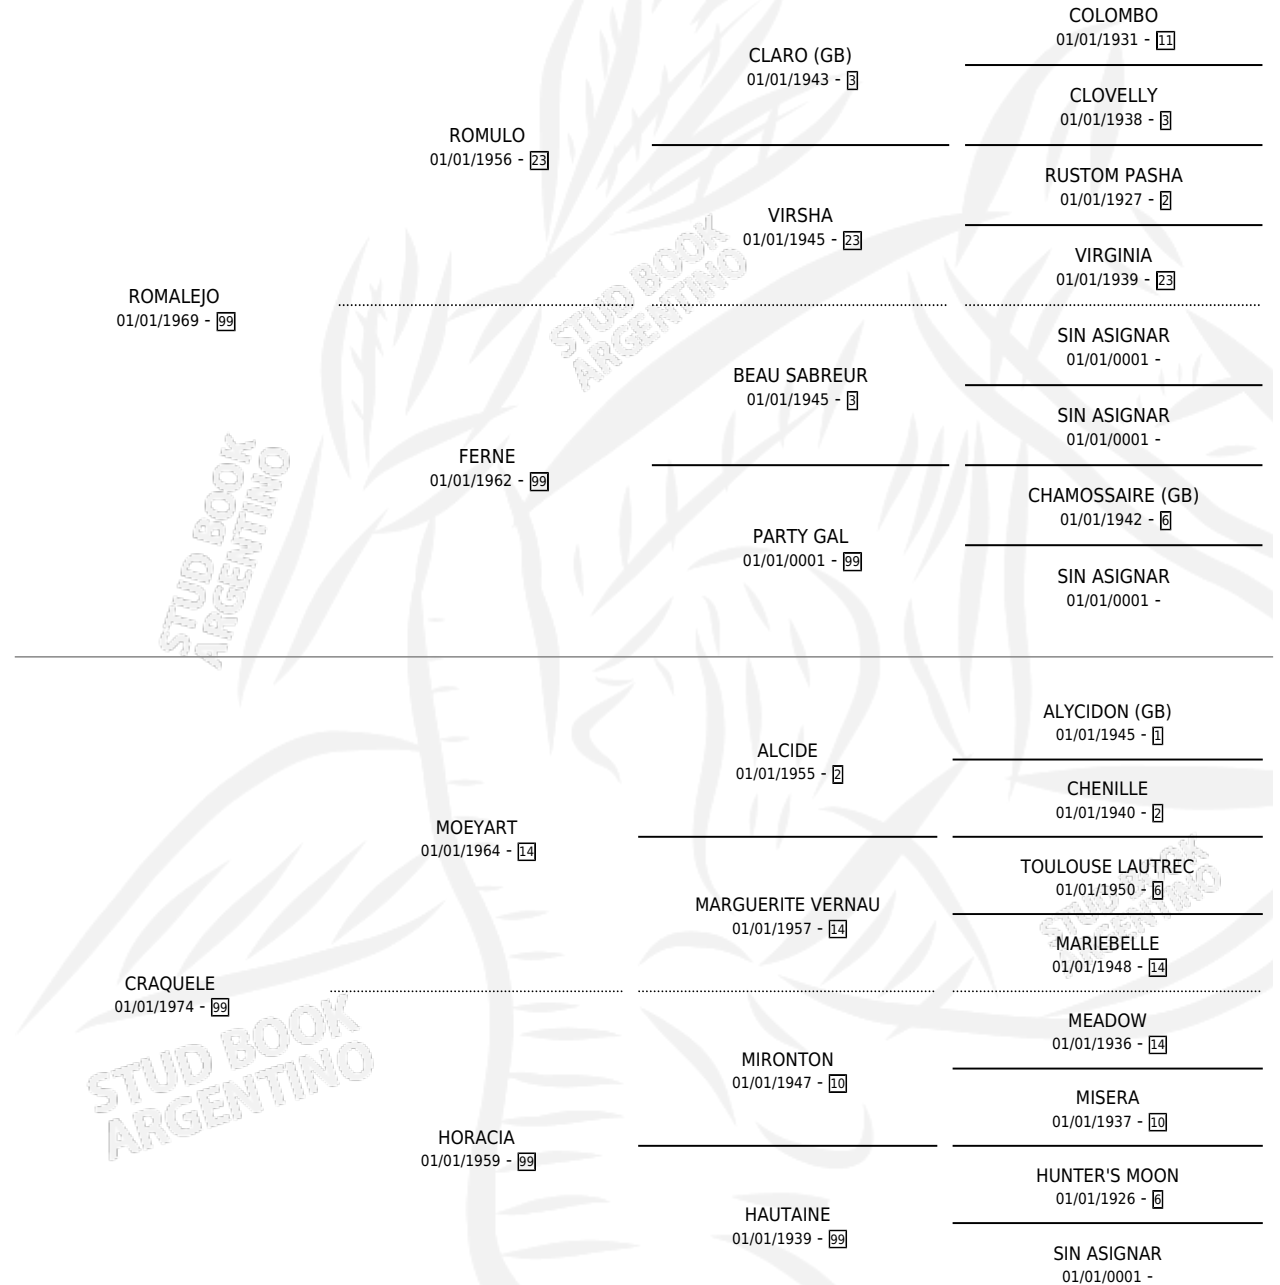 COLOMBO
01/01/1931 - 11
CLARO (GB)
01/01/1943 - 3
CLOVELLY
01/01/1938 - 3
ROMULO
01/01/1956 - 23
RUSTOM PASHA
01/01/1927 - 2
VIRSHA
01/01/1945 - 23
VIRGINIA
01/01/1939 - 23
STUD BOOK
ARGENTINO
ROMALEJO
01/01/1969 - 99
SIN ASIGNAR
01/01/0001 -
BEAU SABREUR
01/01/1945 - 3
SIN ASIGNAR
01/01/0001 -
FERNE
01/01/1962 - 99
CHAMOSSAIRE (GB)
01/01/1942 - 6
PARTY GAL
01/01/0001 - 99
SIN ASIGNAR
01/01/0001 -
STUD BOOK
ARGENTINO
ALYCIDON (GB)
01/01/1945 - 1
ALCIDE
01/01/1955 - 2
CHENILLE
01/01/1940 - 2
MOEYART
01/01/1964 - 14
TOULOUSE LAUTREC
01/01/1950 - 6
MARGUERITE VERNAU
01/01/1957 - 14
MARIEBELLE
01/01/1948 - 14
STUD BOOK
ARGENTINO
CRAQUELE
01/01/1974 - 99
MEADOW
01/01/1936 - 14
MIRONTON
01/01/1947 - 10
MISERA
01/01/1937 - 10
STUD BOOK
ARGENTINO
HORACIA
01/01/1959 - 99
HUNTER'S MOON
01/01/1926 - 6
HAUTAINE
01/01/1939 - 99
SIN ASIGNAR
01/01/0001 -